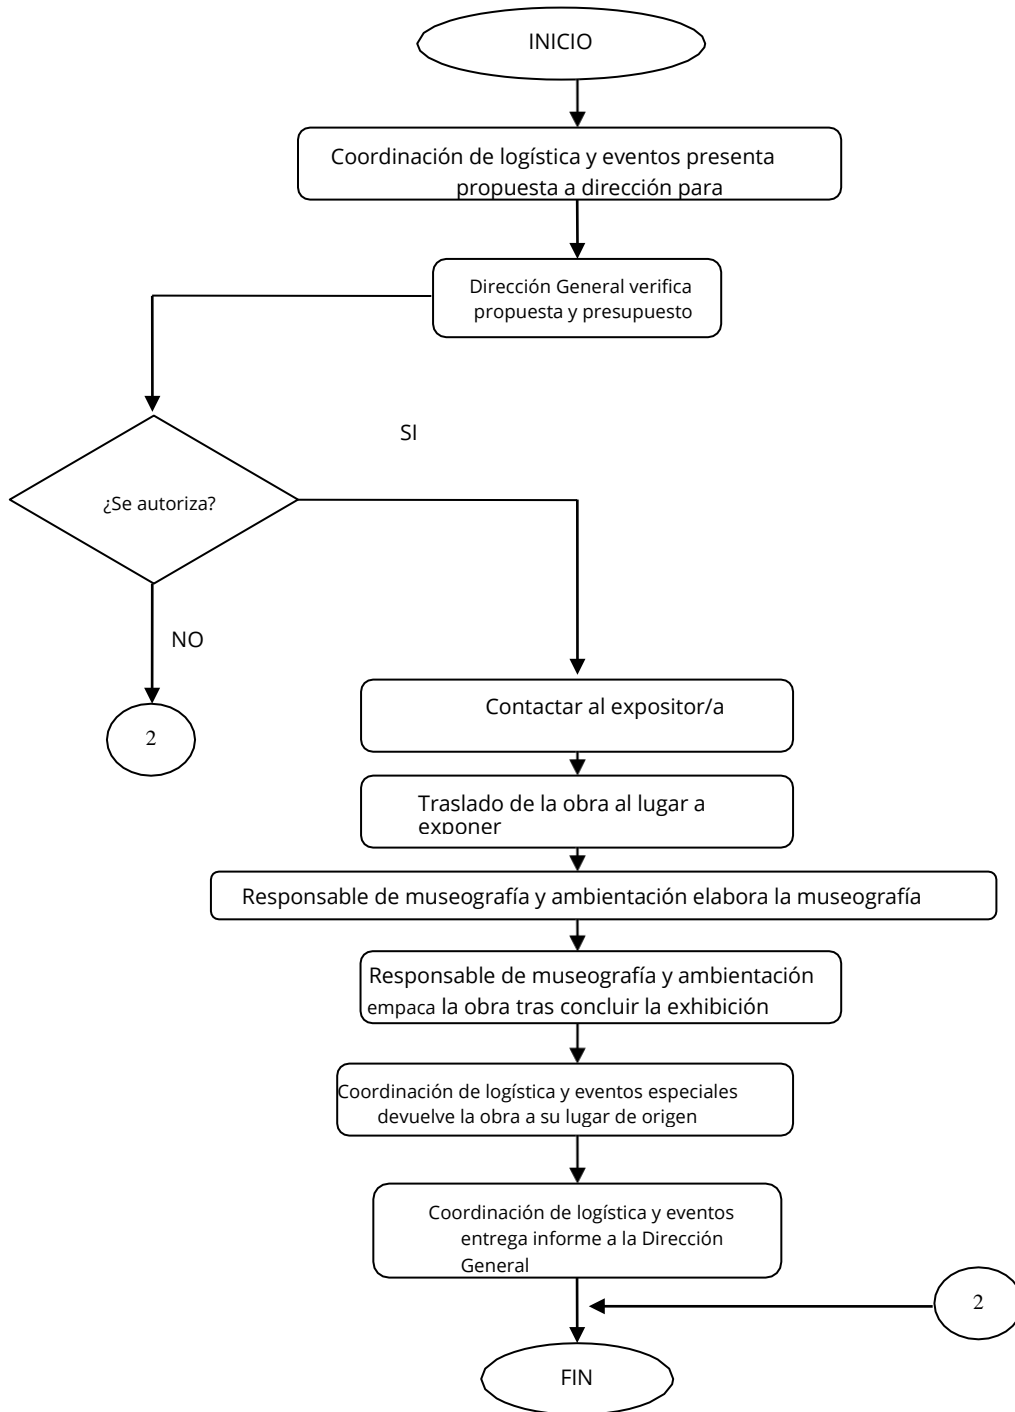 INICIO
Coordinación de logística y eventos presenta
propuesta a dirección para
Dirección General verifica
propuesta y presupuesto
SI
¿Se autoriza?
NO
2
Contactar al expositor/a
Traslado de la obra al lugar a
exponer
Responsable de museografía y ambientación elabora la museografía
Responsable de museografía y ambientación
empaca la obra tras concluir la exhibición
Coordinación de logística y eventos especiales
devuelve la obra a su lugar de origen
Coordinación de logística y eventos
entrega informe a la Dirección
General
2
FIN